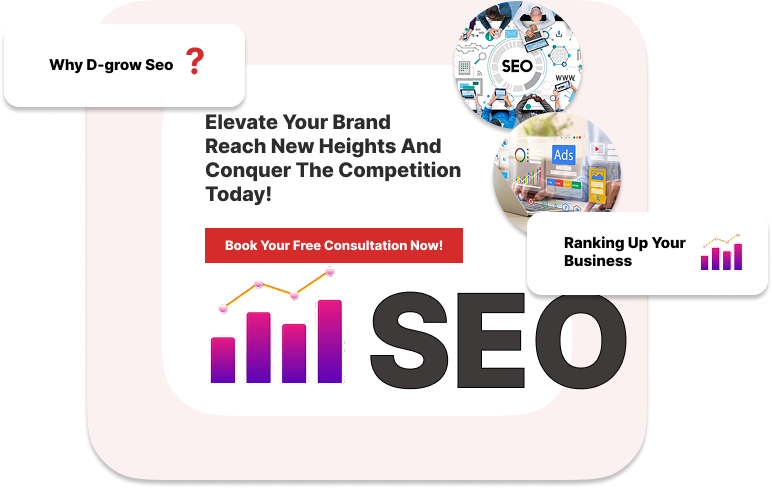 Why D-grow Seo ?
SEO
WWW
Elevate Your Brand
Reach New Heights And
Conquer The Competition
Today!
Ads
Book Your Free Consultation Now!
Ranking Up Your
Business
SEO